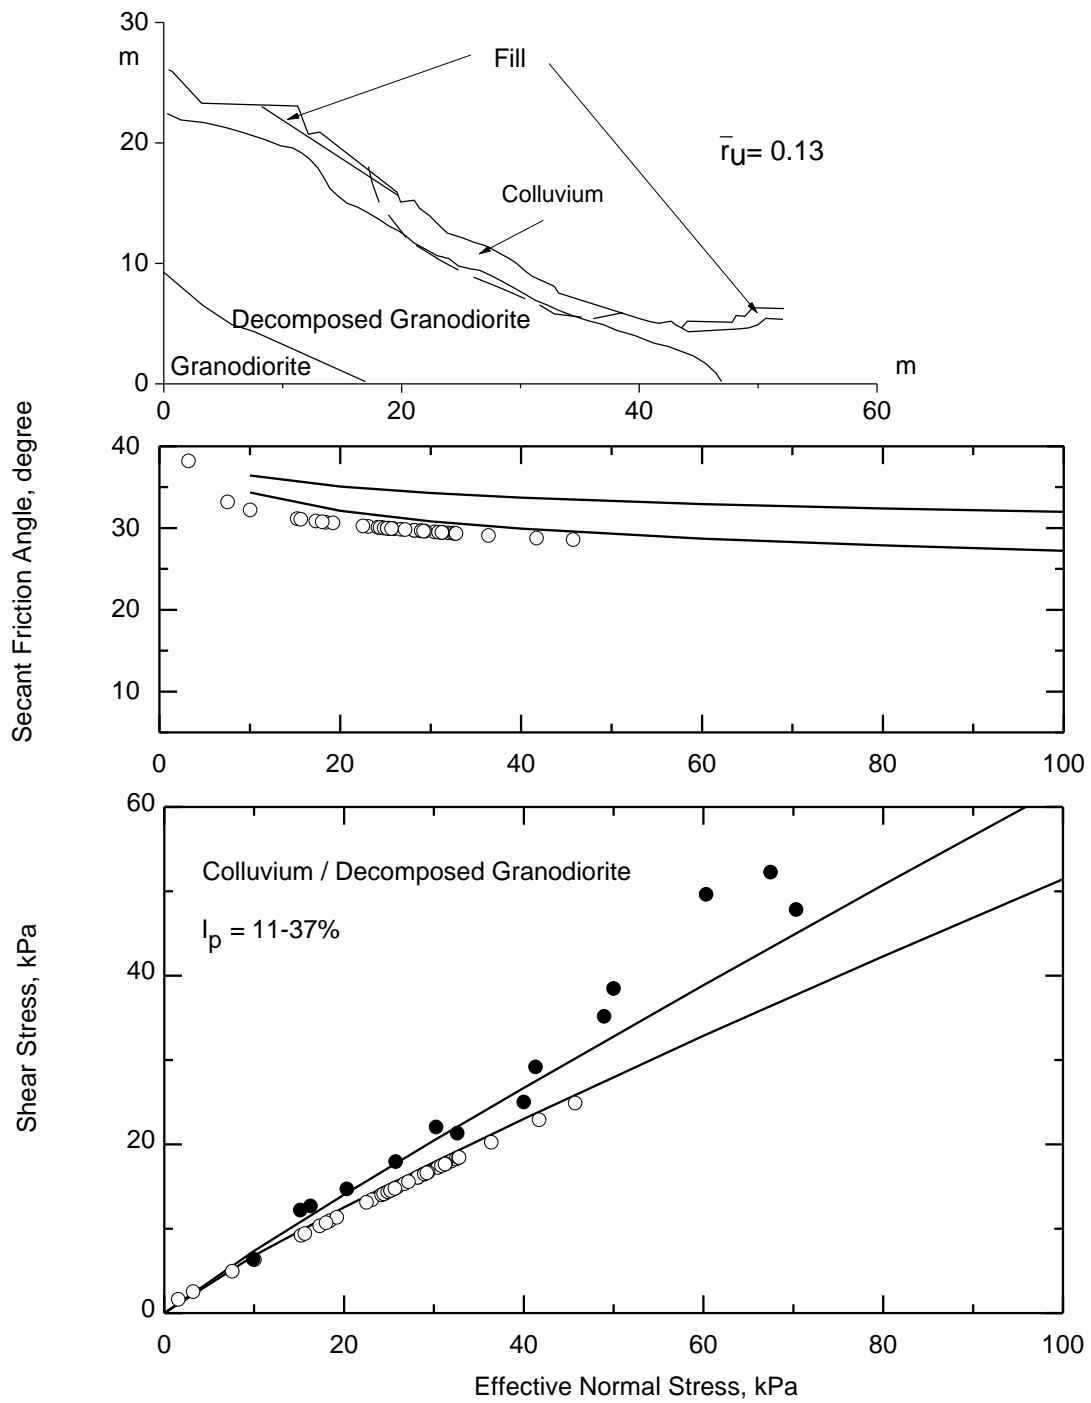 30
m
Fill
20
r̅u= 0.13
Colluvium
10
Decomposed Granodiorite
Granodiorite
0
m
0 20 40 60
Secant Friction Angle, degree
40
30
20
10
0 20 40 60 80 100
Shear Stress, kPa
60
Colluvium / Decomposed Granodiorite
Ip = 11-37%
40
20
0
0 20 40 60 80 100
Effective Normal Stress, kPa